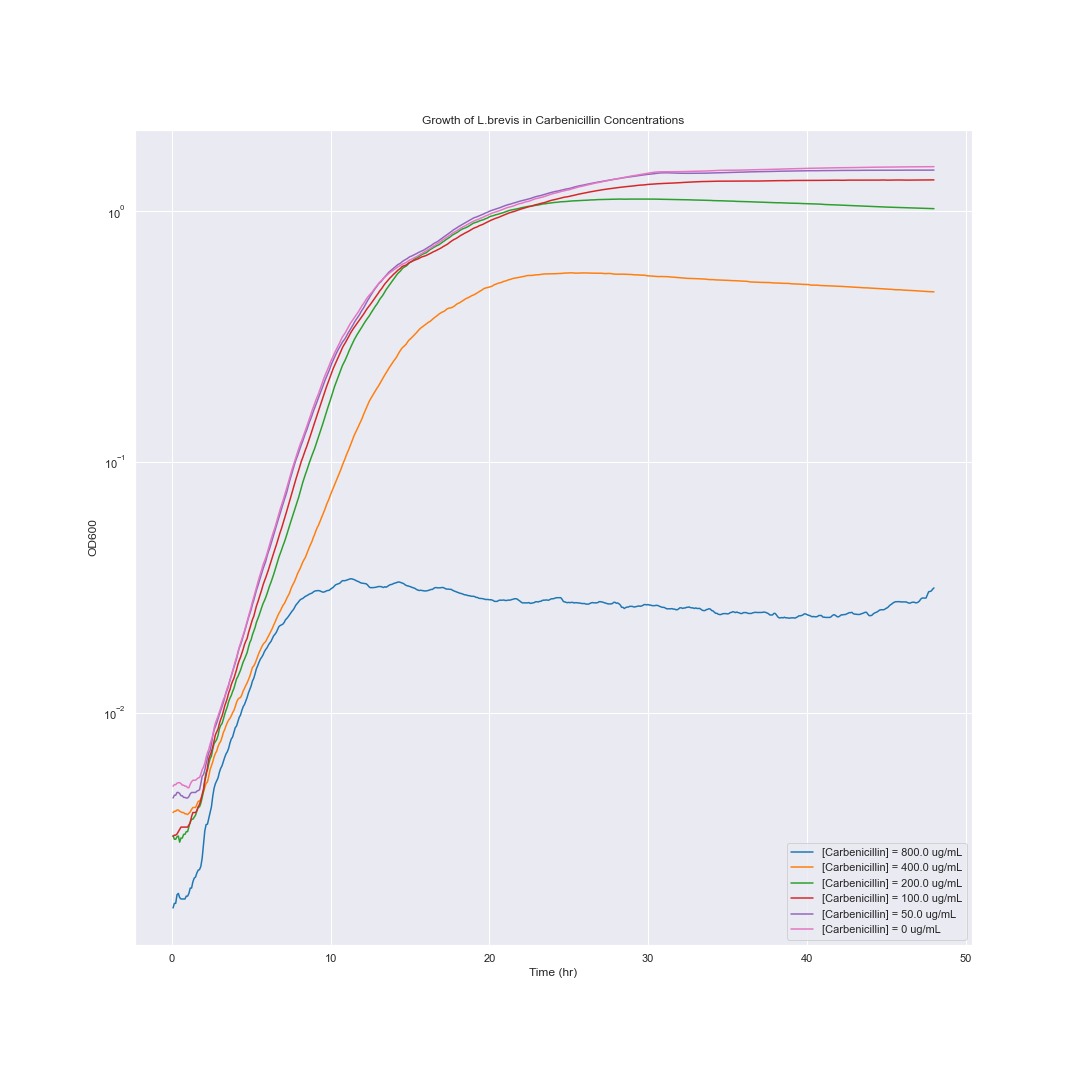 Growth of L.brevis in Carbenicillin Concentrations
OD600
10⁰
10⁻¹
10⁻²
0 10 20 30 40 50
Time (hr)
[Carbenicillin] = 800.0 ug/mL
[Carbenicillin] = 400.0 ug/mL
[Carbenicillin] = 200.0 ug/mL
[Carbenicillin] = 100.0 ug/mL
[Carbenicillin] = 50.0 ug/mL
[Carbenicillin] = 0 ug/mL